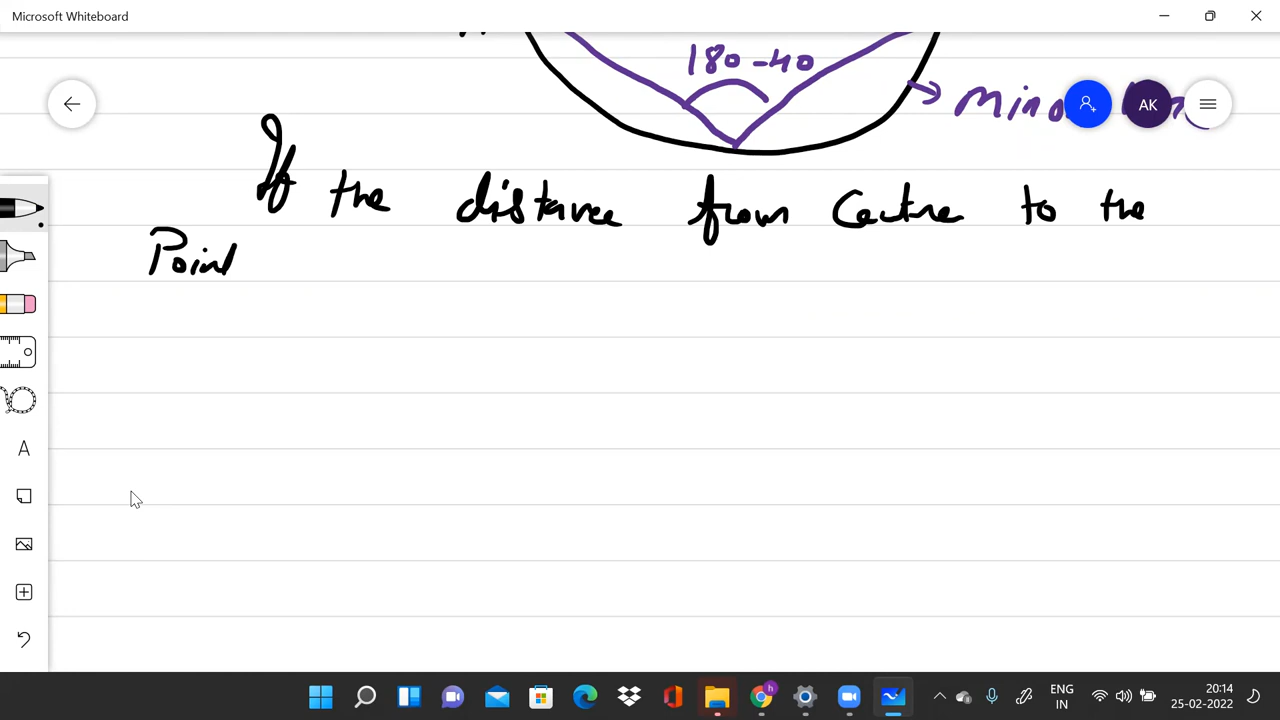 Microsoft Whiteboard
180-40
AK
If the distance from Centre to the
Point
A
h
ENG
IN
20:14
25-02-2022